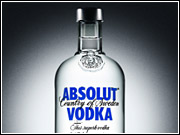 ABSOLUT
Country of Sweden
VODKA
This superb vodka